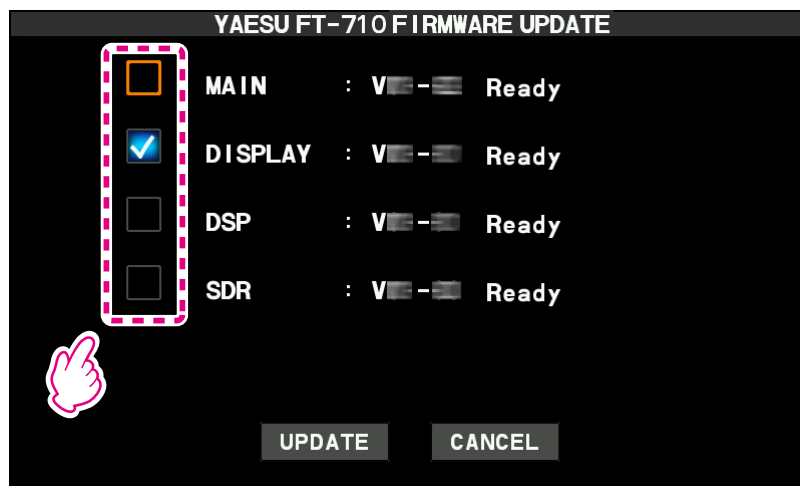 YAESU FT-710 FIRMWARE UPDATE
MAIN : V - Ready
DISPLAY : V - Ready
DSP : V - Ready
SDR : V - Ready
UPDATE CANCEL